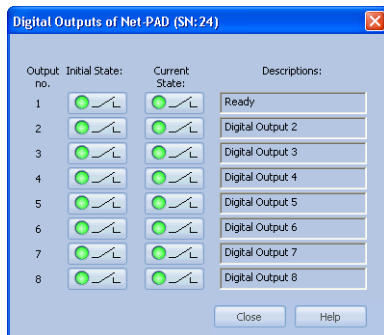 Digital Outputs of Net-PAD (SN:24)
Output no. Initial State: Current State: Descriptions:
1 Ready
2 Digital Output 2
3 Digital Output 3
4 Digital Output 4
5 Digital Output 5
6 Digital Output 6
7 Digital Output 7
8 Digital Output 8
Close Help